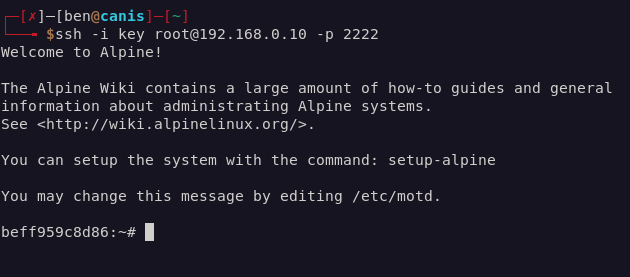 ┌─[✗]─[ben@canis]─[~]
└──╼ $ssh -i key root@192.168.0.10 -p 2222
Welcome to Alpine!
The Alpine Wiki contains a large amount of how-to guides and general
information about administrating Alpine systems.
See <http://wiki.alpinelinux.org/>.
You can setup the system with the command: setup-alpine
You may change this message by editing /etc/motd.
beff959c8d86:~#